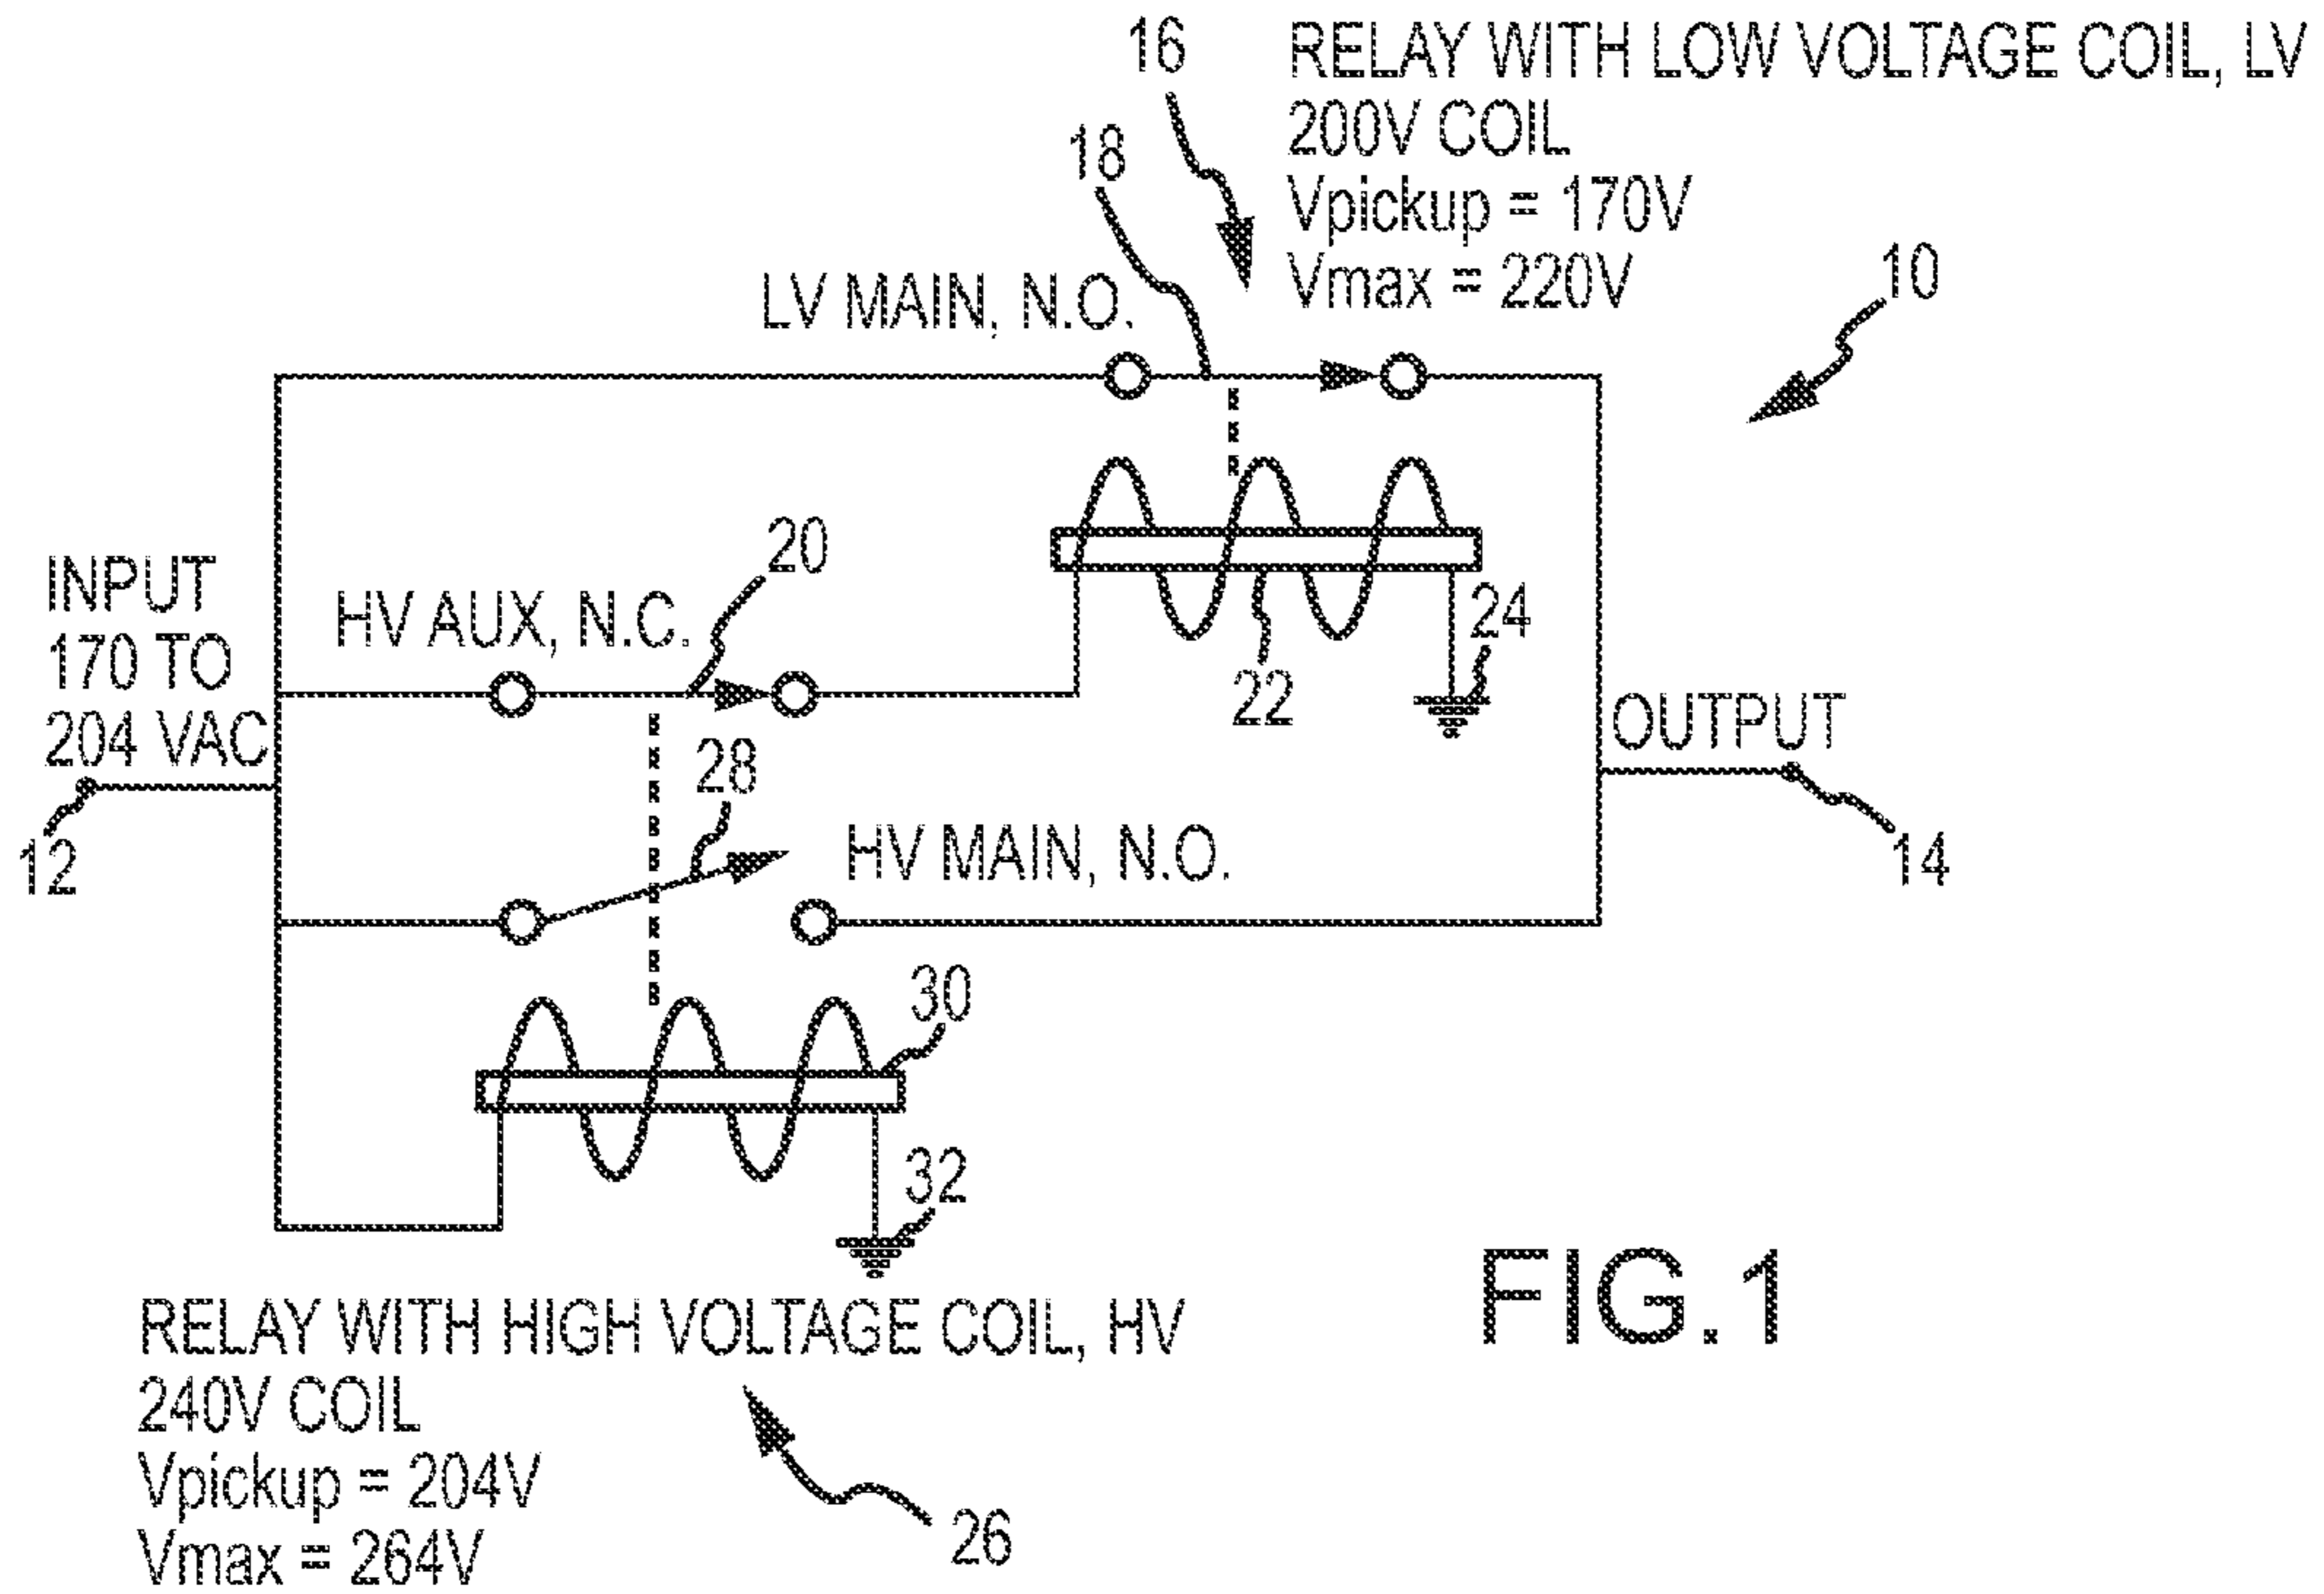 16
RELAY WITH LOW VOLTAGE COIL, LV
200V COIL
Vpickup = 170V
Vmax = 220V
18
10
LV MAIN, N.O.
20
INPUT
170 TO
204 VAC
HV AUX, N.C.
24
22
28
OUTPUT
12
HV MAIN, N.O.
14
30
32
RELAY WITH HIGH VOLTAGE COIL, HV
240V COIL
Vpickup = 204V
Vmax = 264V
26
FIG.1